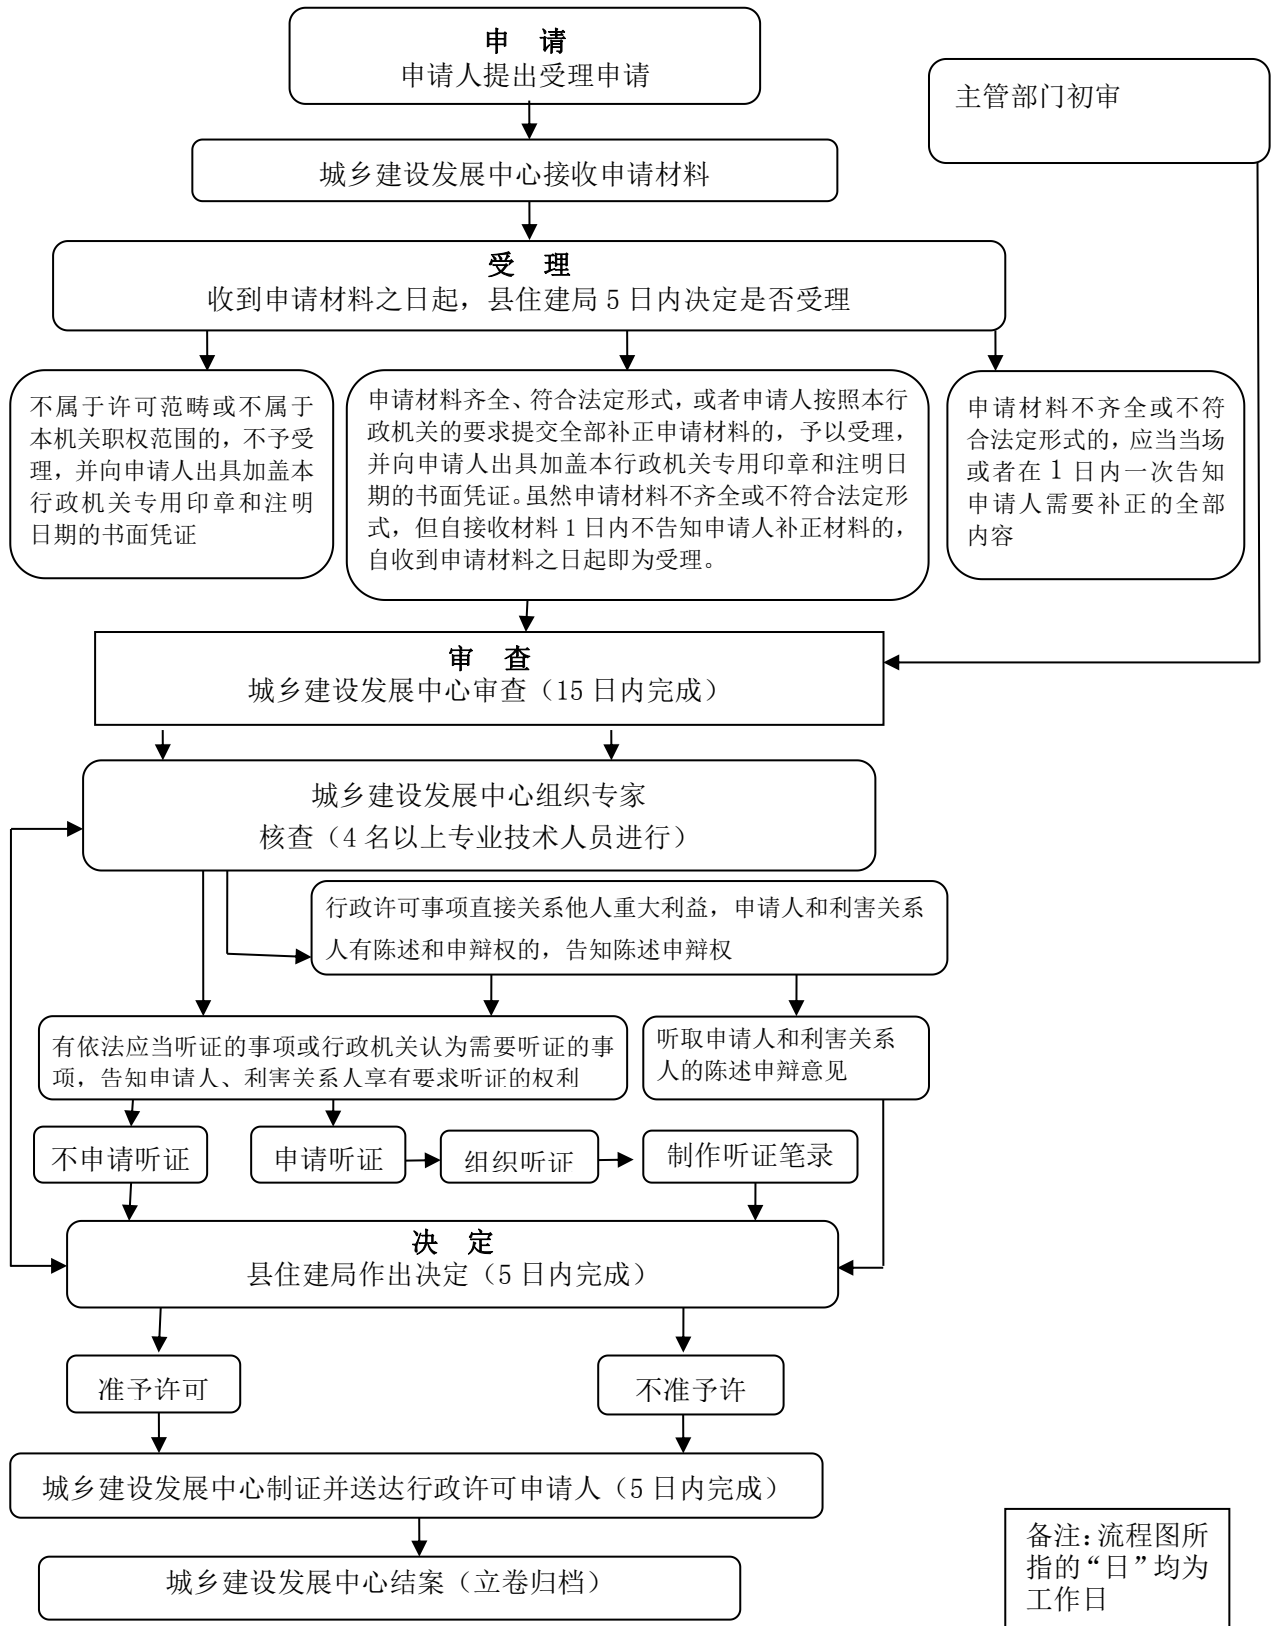 申 请
申请人提出受理申请
主管部门初审
城乡建设发展中心接收申请材料
受 理
收到申请材料之日起，县住建局 5 日内决定是否受理
不属于许可范畴或不属于
本机关职权范围的，不予受
理，并向申请人出具加盖本
行政机关专用印章和注明
日期的书面凭证
申请材料齐全、符合法定形式，或者申请人按照本行
政机关的要求提交全部补正申请材料的，予以受理，
并向申请人出具加盖本行政机关专用印章和注明日
期的书面凭证。虽然申请材料不齐全或不符合法定形
式，但自接收材料 1 日内不告知申请人补正材料的，
自收到申请材料之日起即为受理。
申请材料不齐全或不符
合法定形式的，应当当场
或者在 1 日内一次告知
申请人需要补正的全部
内容
审 查
城乡建设发展中心审查（15 日内完成）
城乡建设发展中心组织专家
核查（4 名以上专业技术人员进行）
行政许可事项直接关系他人重大利益，申请人和利害关系
人有陈述和申辩权的，告知陈述申辩权
有依法应当听证的事项或行政机关认为需要听证的事
项，告知申请人、利害关系人享有要求听证的权利
听取申请人和利害关系
人的陈述申辩意见
不申请听证
申请听证
组织听证
制作听证笔录
决 定
县住建局作出决定（5 日内完成）
准予许可
不准予许
城乡建设发展中心制证并送达行政许可申请人（5 日内完成）
城乡建设发展中心结案（立卷归档）
备注：流程图所
指的“日”均为
工作日